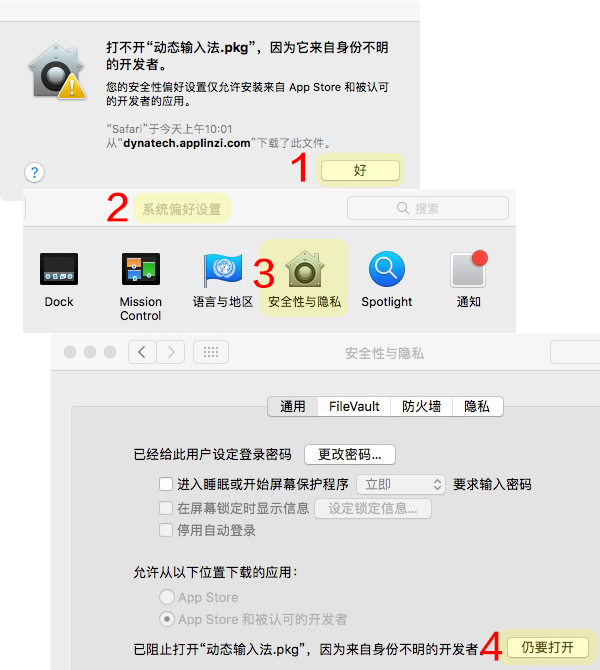 打不开“动态输入法.pkg”，因为它来自身份不明
的开发者。
您的安全性偏好设置仅允许安装来自 App Store 和被认可
的开发者的应用。
“Safari”于今天上午10:01
从“dynatech.applinzi.com”下载了此文件。
?
1
好
2
系统偏好设置
搜索
3
Dock
Mission
Control
语言与地区
安全性与隐私
Spotlight
通知
安全性与隐私
通用
FileVault
防火墙
隐私
已经给此用户设定登录密码
更改密码...
进入睡眠或开始屏幕保护程序
立即
要求输入密码
在屏幕锁定时显示信息
设定锁定信息...
停用自动登录
允许从以下位置下载的应用：
App Store
App Store 和被认可的开发者
已阻止打开“动态输入法.pkg”，因为来自身份不明的开发者。
4
仍要打开